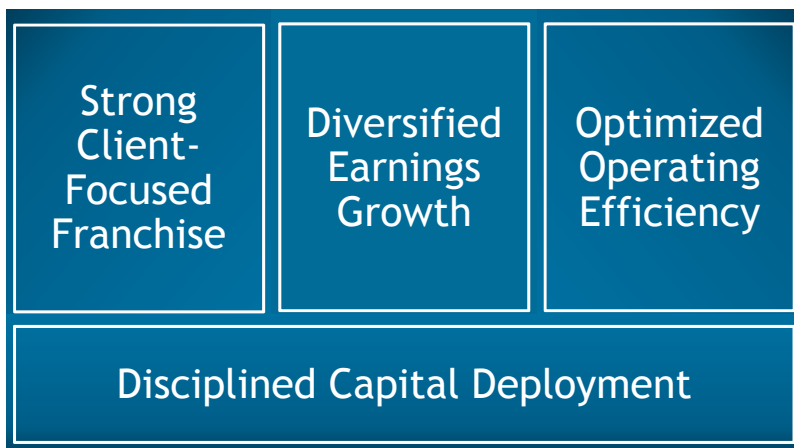 Strong
Client-
Focused
Franchise
Diversified
Earnings
Growth
Optimized
Operating
Efficiency
Disciplined Capital Deployment